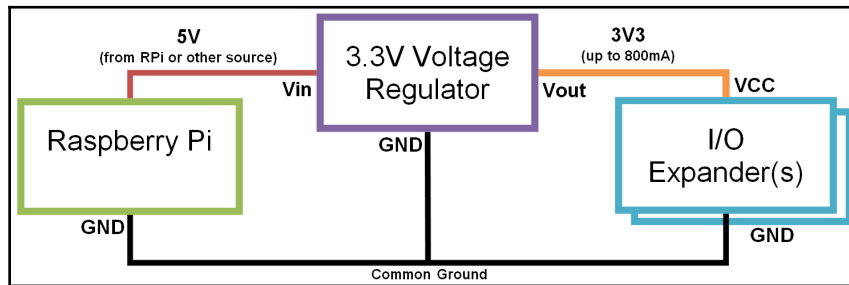 5V
(from RPi or other source)
3.3V Voltage
Regulator
3V3
(up to 800mA)
Vin
Vout
VCC
Raspberry Pi
GND
I/O
Expander(s)
GND
GND
Common Ground